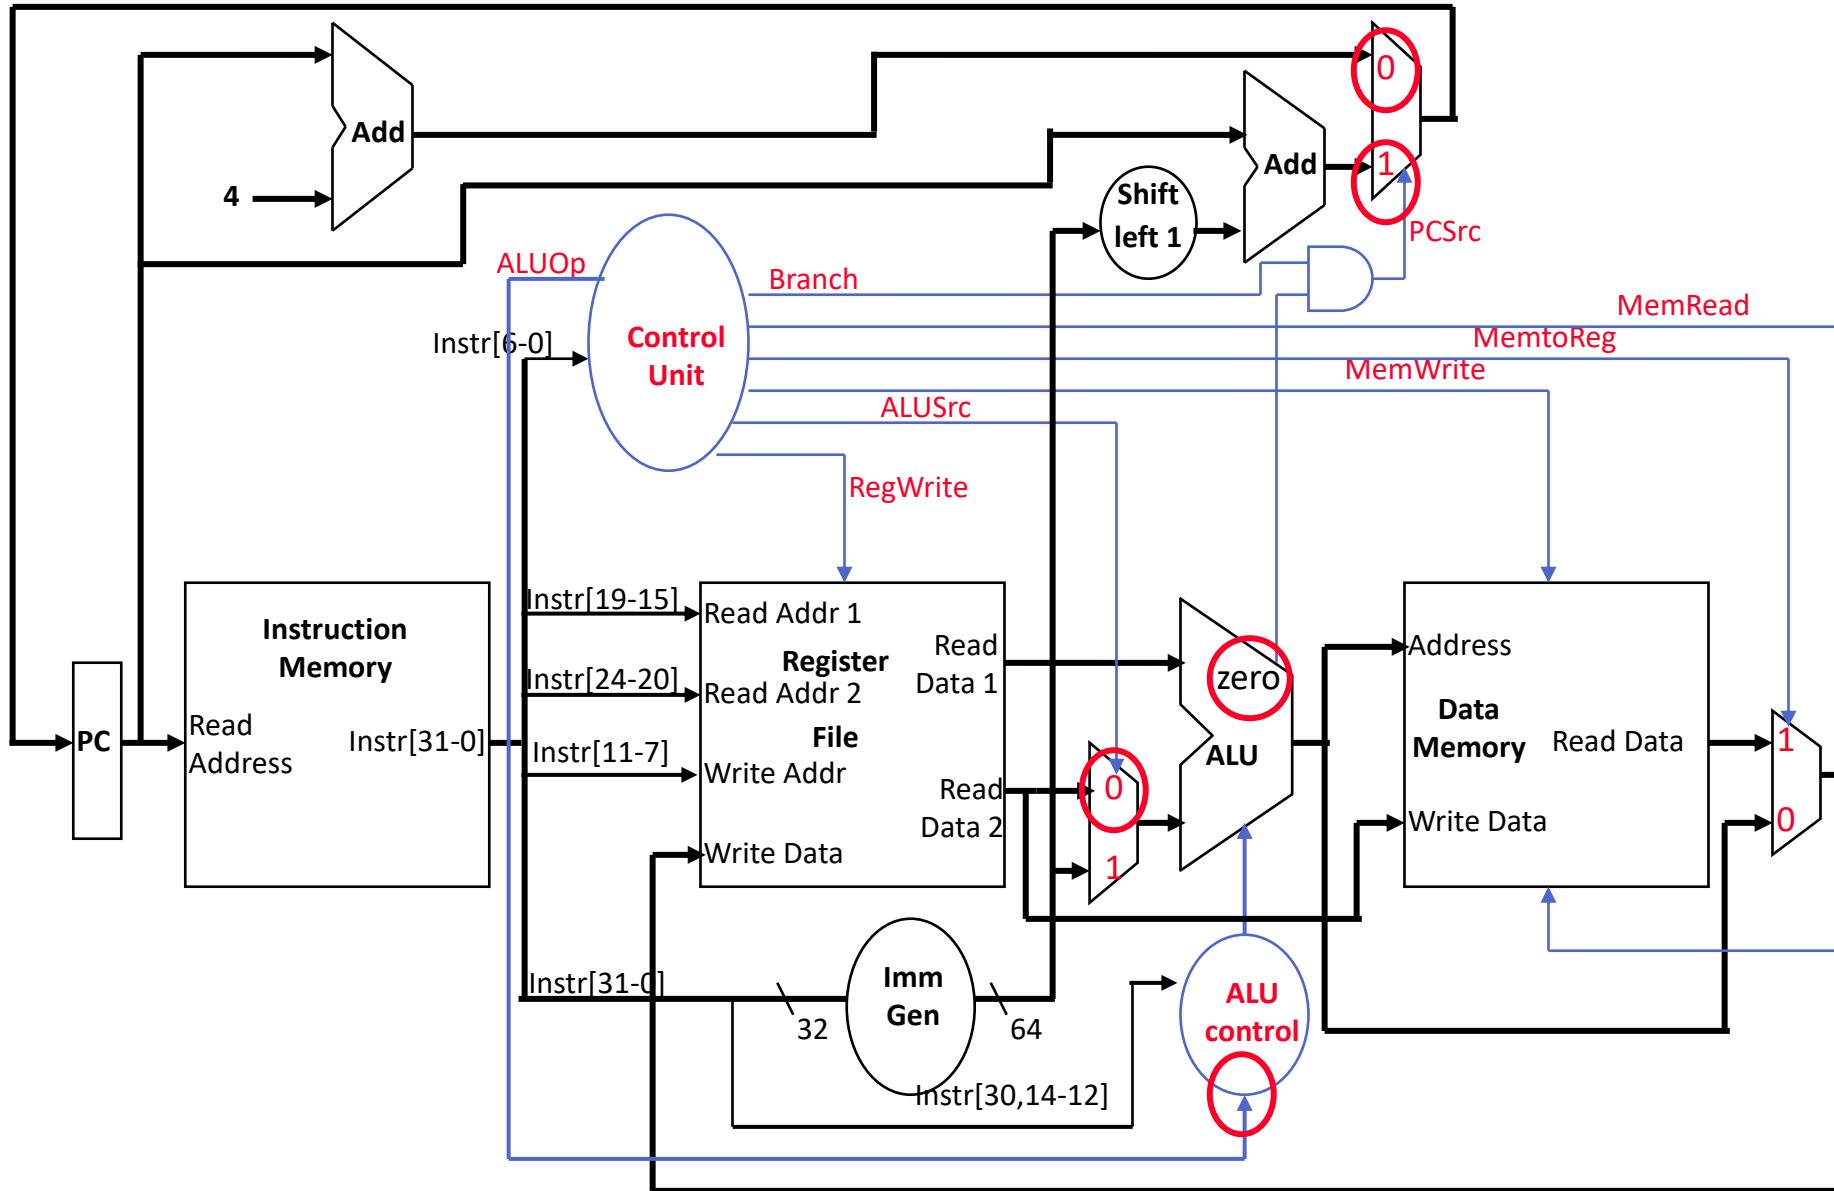 0
Add
1
Add
4
Shift
left 1
PCSrc
ALUOp
Branch
MemRead
Control
Unit
Instr[6-0]
MemtoReg
MemWrite
ALUSrc
RegWrite
Instr[19-15]
Read Addr 1
Instruction
Memory
Register
Read
Data 1
Instr[24-20]
Read Addr 2
zero
Address
PC
Read
Address
Instr[31-0]
Instr[11-7]
File
Write Addr
ALU
Data
Memory
Read Data
1
Read
Data 2
0
Write Data
0
Write Data
1
Instr[31-0]
32
Imm
Gen
64
ALU
control
Instr[30,14-12]